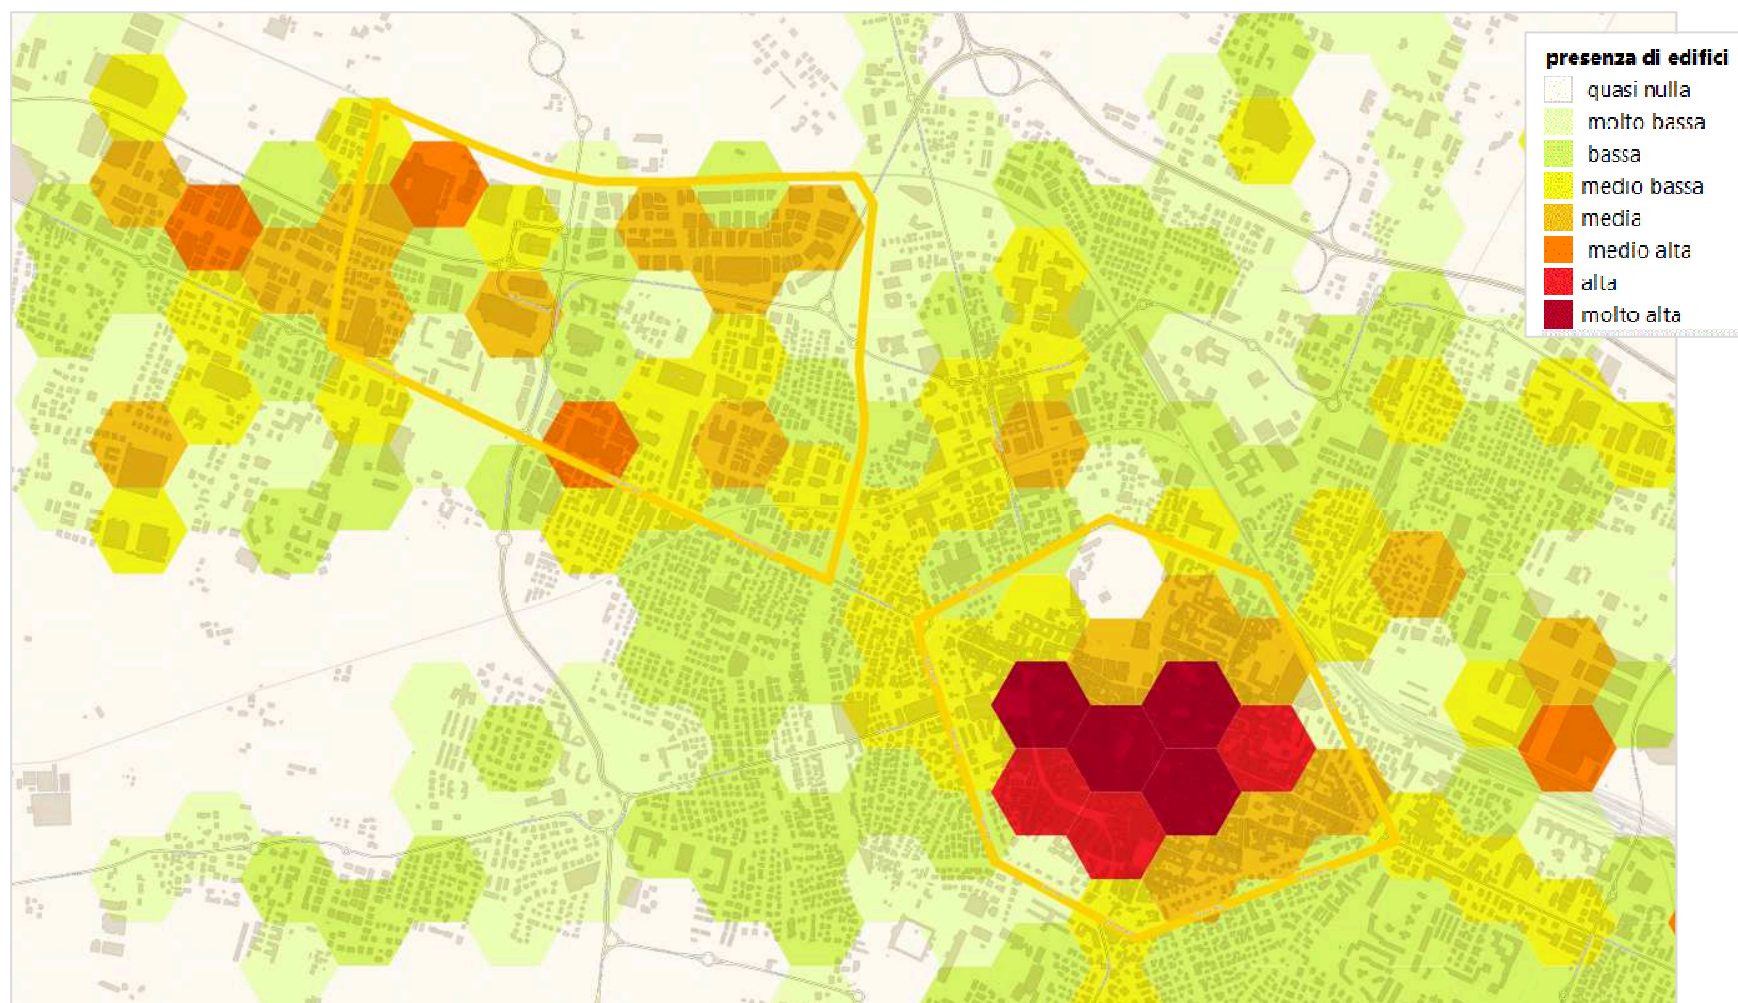 presenza di edifici
quasi nulla
molto bassa
bassa
medio bassa
media
medio alta
alta
molto alta